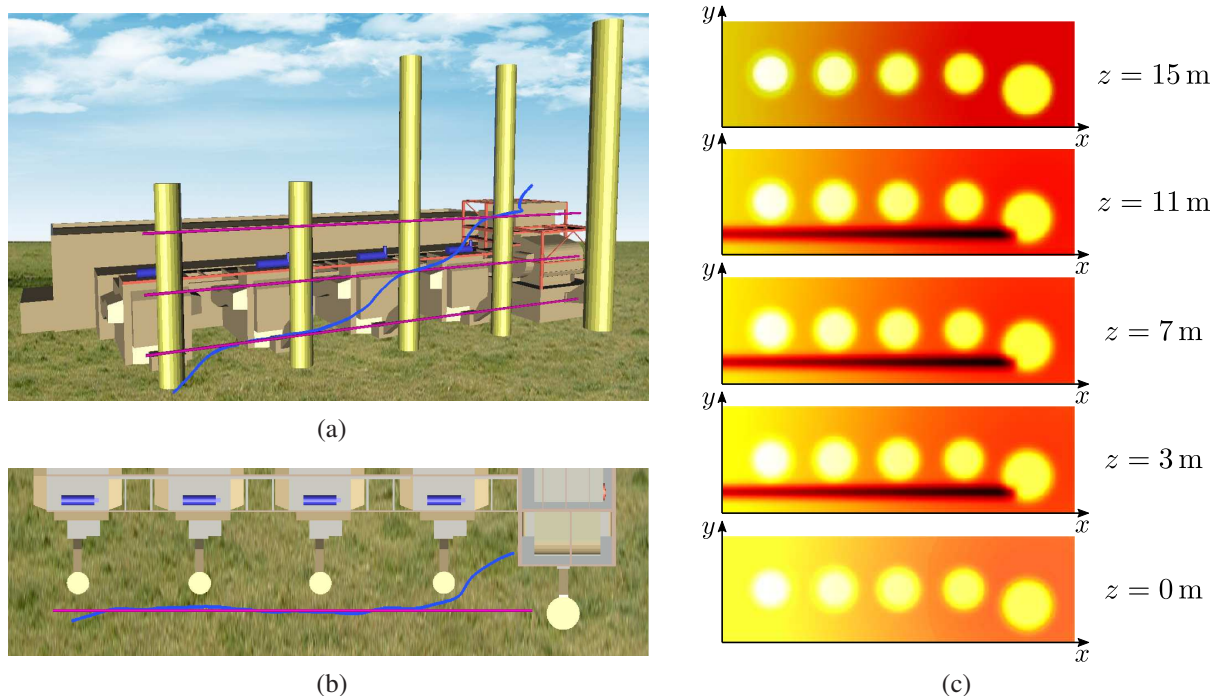 (a)
(b)
y
z = 15 m
x
y
z = 11 m
x
y
z = 7 m
x
y
z = 3 m
x
y
z = 0 m
x
(c)